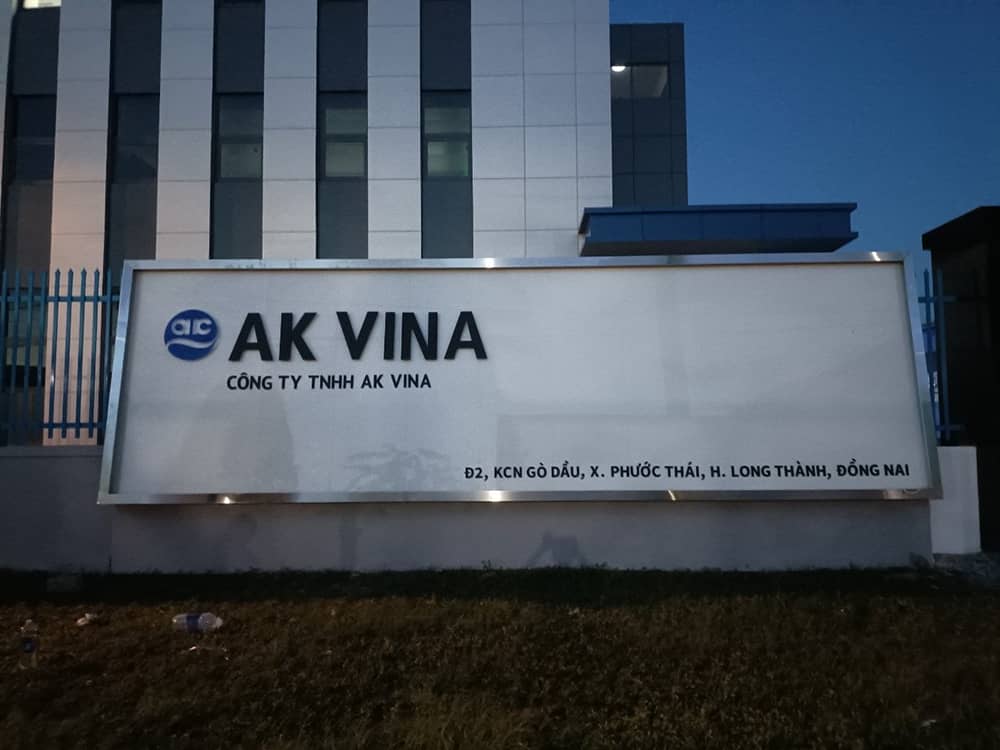 AK VINA
CÔNG TY TNHH AK VINA
Đ2, KCN GÒ DẦU, X. PHƯỚC THÁI, H. LONG THÀNH, ĐỒNG NAI